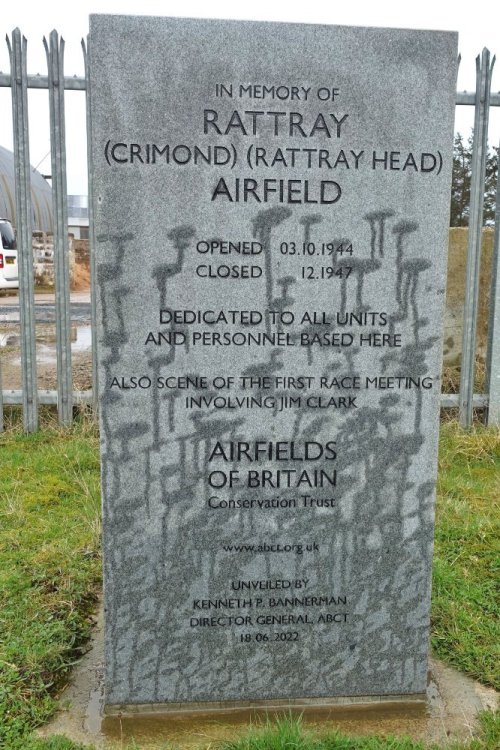 IN MEMORY OF
RATTRAY
(CRIMOND) (RATTRAY HEAD)
AIRFIELD
OPENED 03.10.1944
CLOSED 12.1947
DEDICATED TO ALL UNITS
AND PERSONNEL BASED HERE
ALSO SCENE OF THE FIRST RACE MEETING
INVOLVING JIM CLARK
AIRFIELDS
OF BRITAIN
Conservation Trust
www.abct.org.uk
UNVEILED BY
KENNETH P. BANNERMAN
DIRECTOR GENERAL, ABCT
18.06.2022